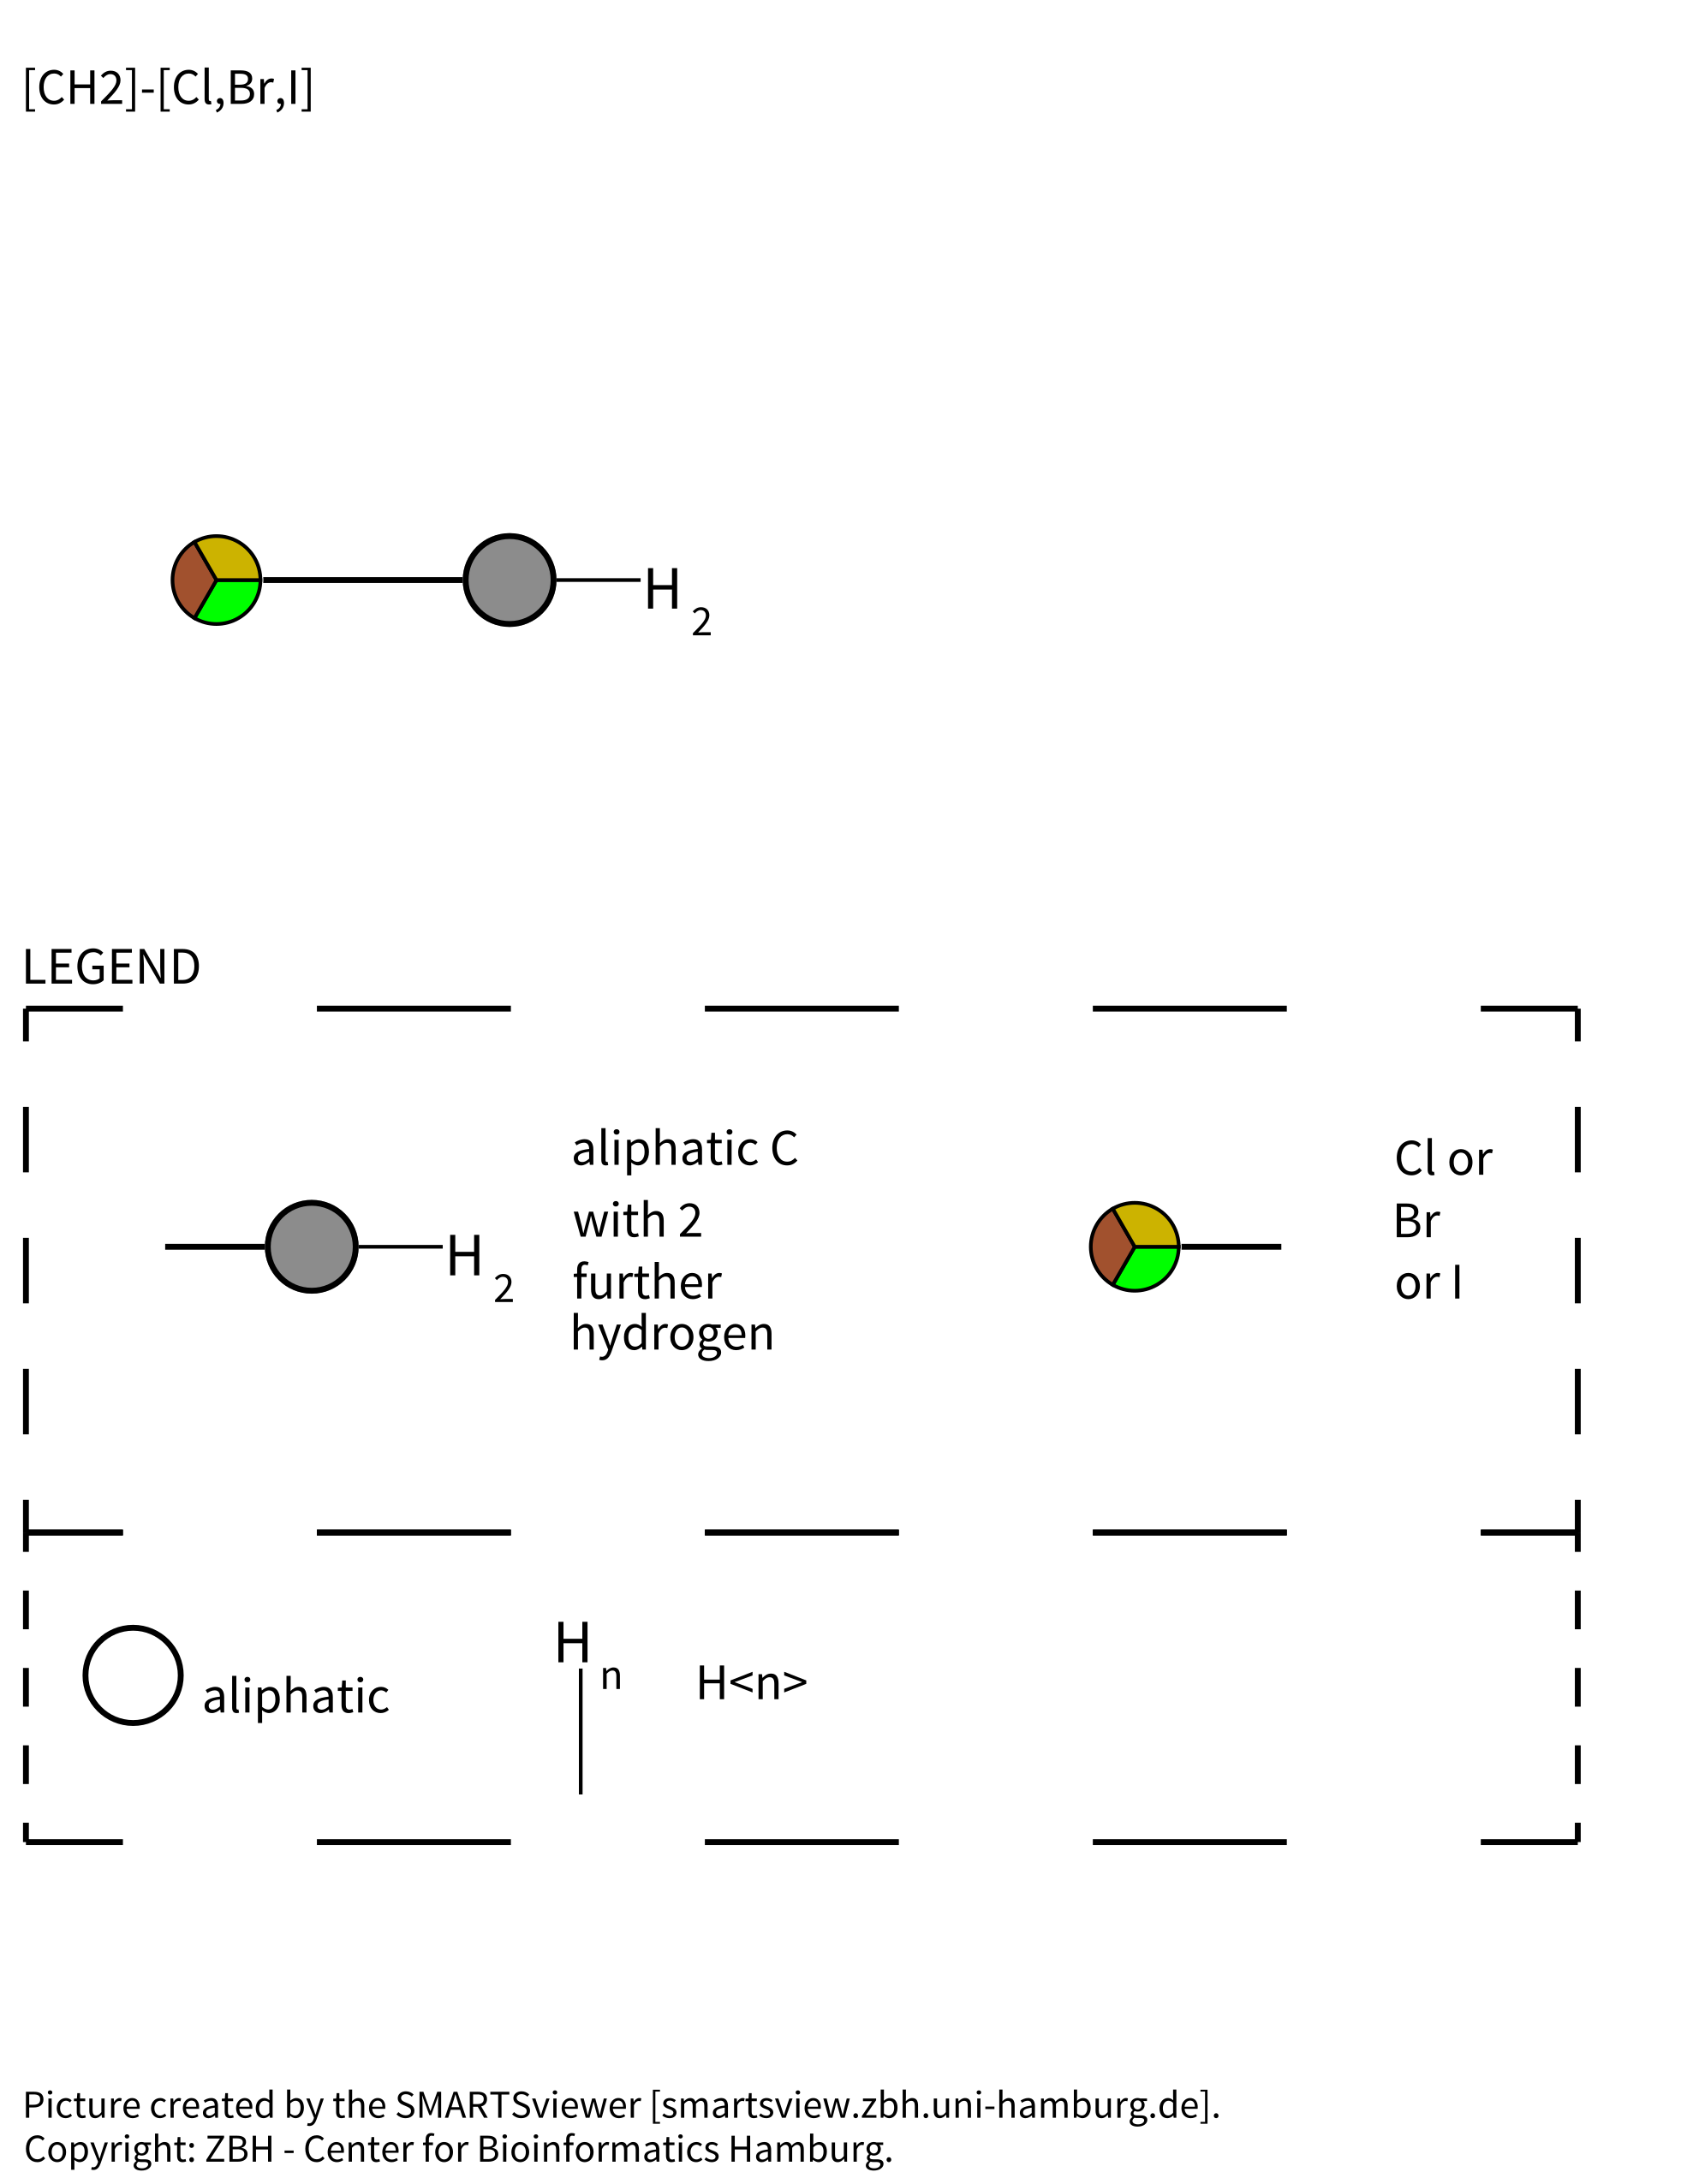 [CH2]-[Cl,Br,I]
H
2
LEGEND
H
2
aliphatic C
with 2
further
hydrogen
Cl or
Br
or I
aliphatic
H
n
H<n>
Picture created by the SMARTSviewer [smartsview.zbh.uni-hamburg.de].
Copyright: ZBH - Center for Bioinformatics Hamburg.